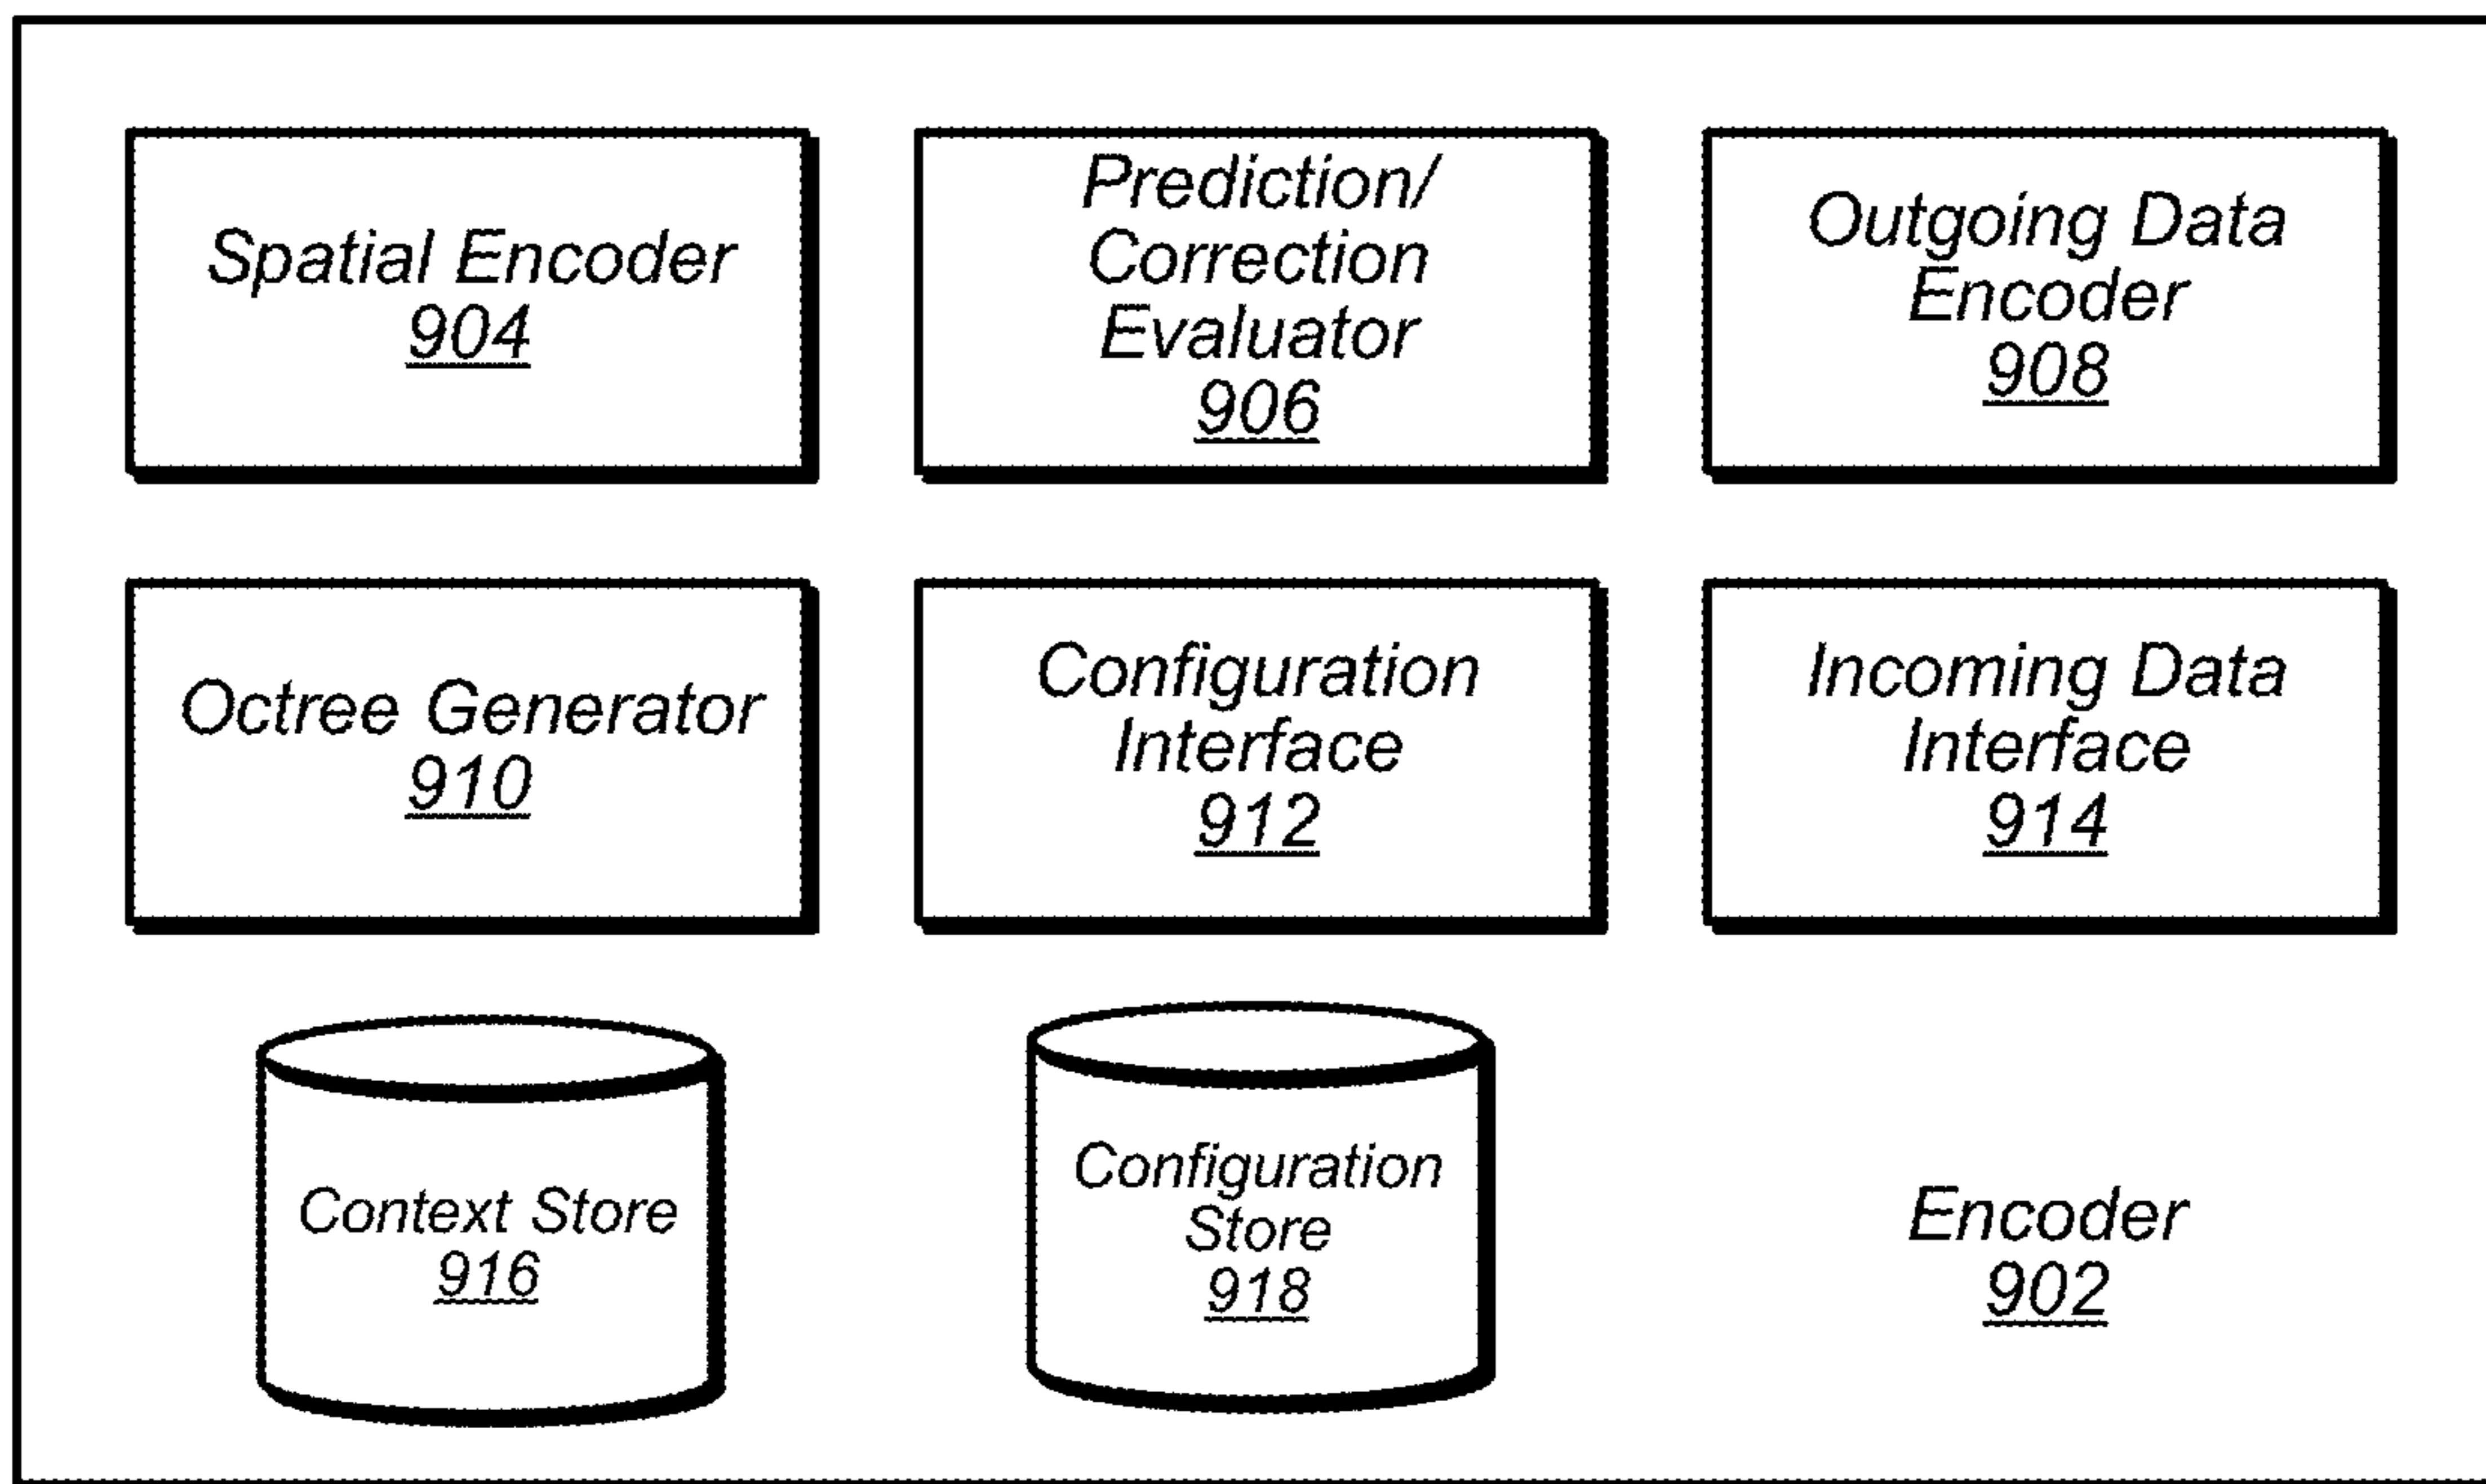 Spatial Encoder
904
Prediction/
Correction
Evaluator
906
Outgoing Data
Encoder
908
Octree Generator
910
Configuration
Interface
912
Incoming Data
Interface
914
Context Store
916
Configuration
Store
918
Encoder
902